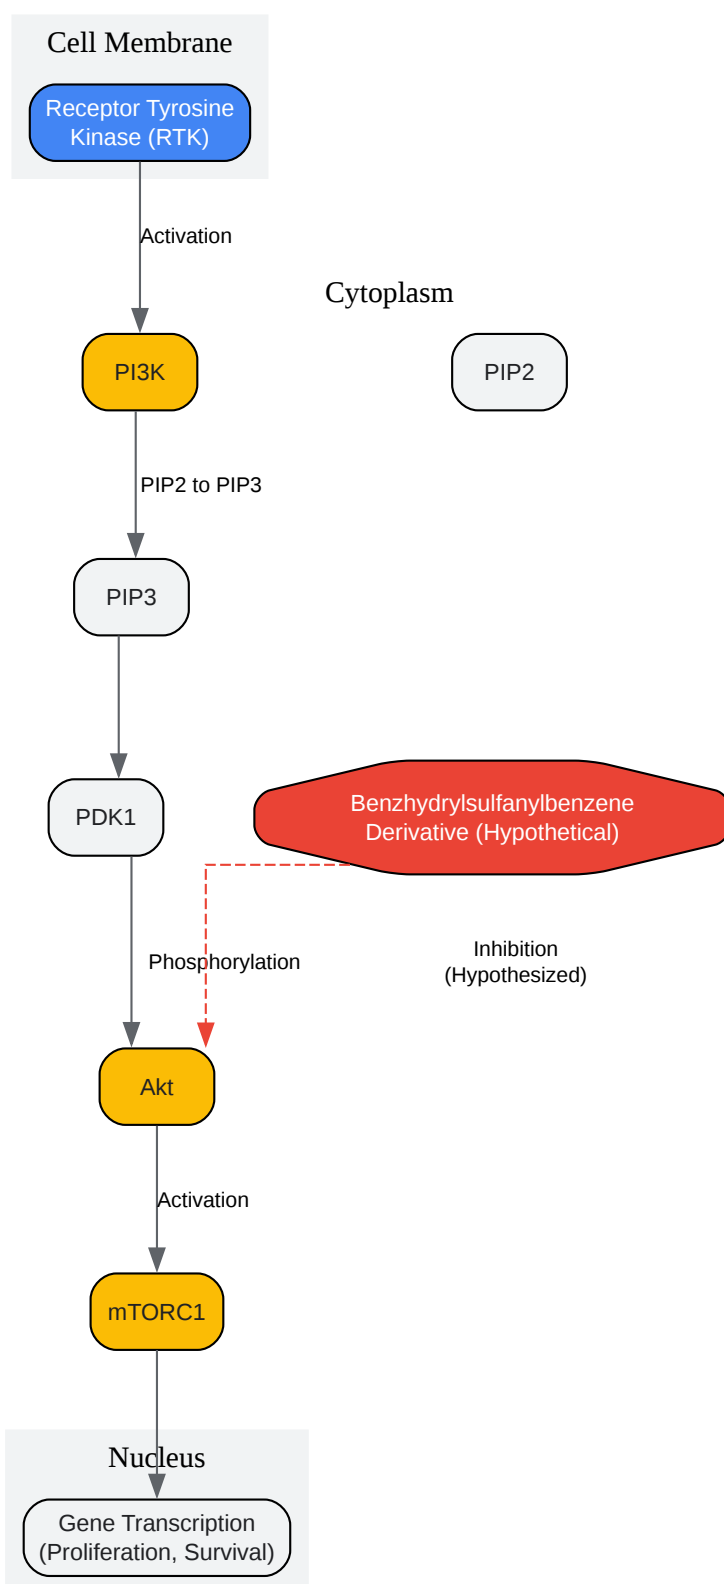 Cell Membrane
Receptor Tyrosine
Kinase (RTK)
Activation
Cytoplasm
PI3K
PIP2
PIP2 to PIP3
PIP3
PDK1
Benzhydrylsulfanylbenzene
Derivative (Hypothetical)
Phosphorylation
Inhibition
(Hypothesized)
Akt
Activation
mTORC1
Nucleus
Gene Transcription
(Proliferation, Survival)